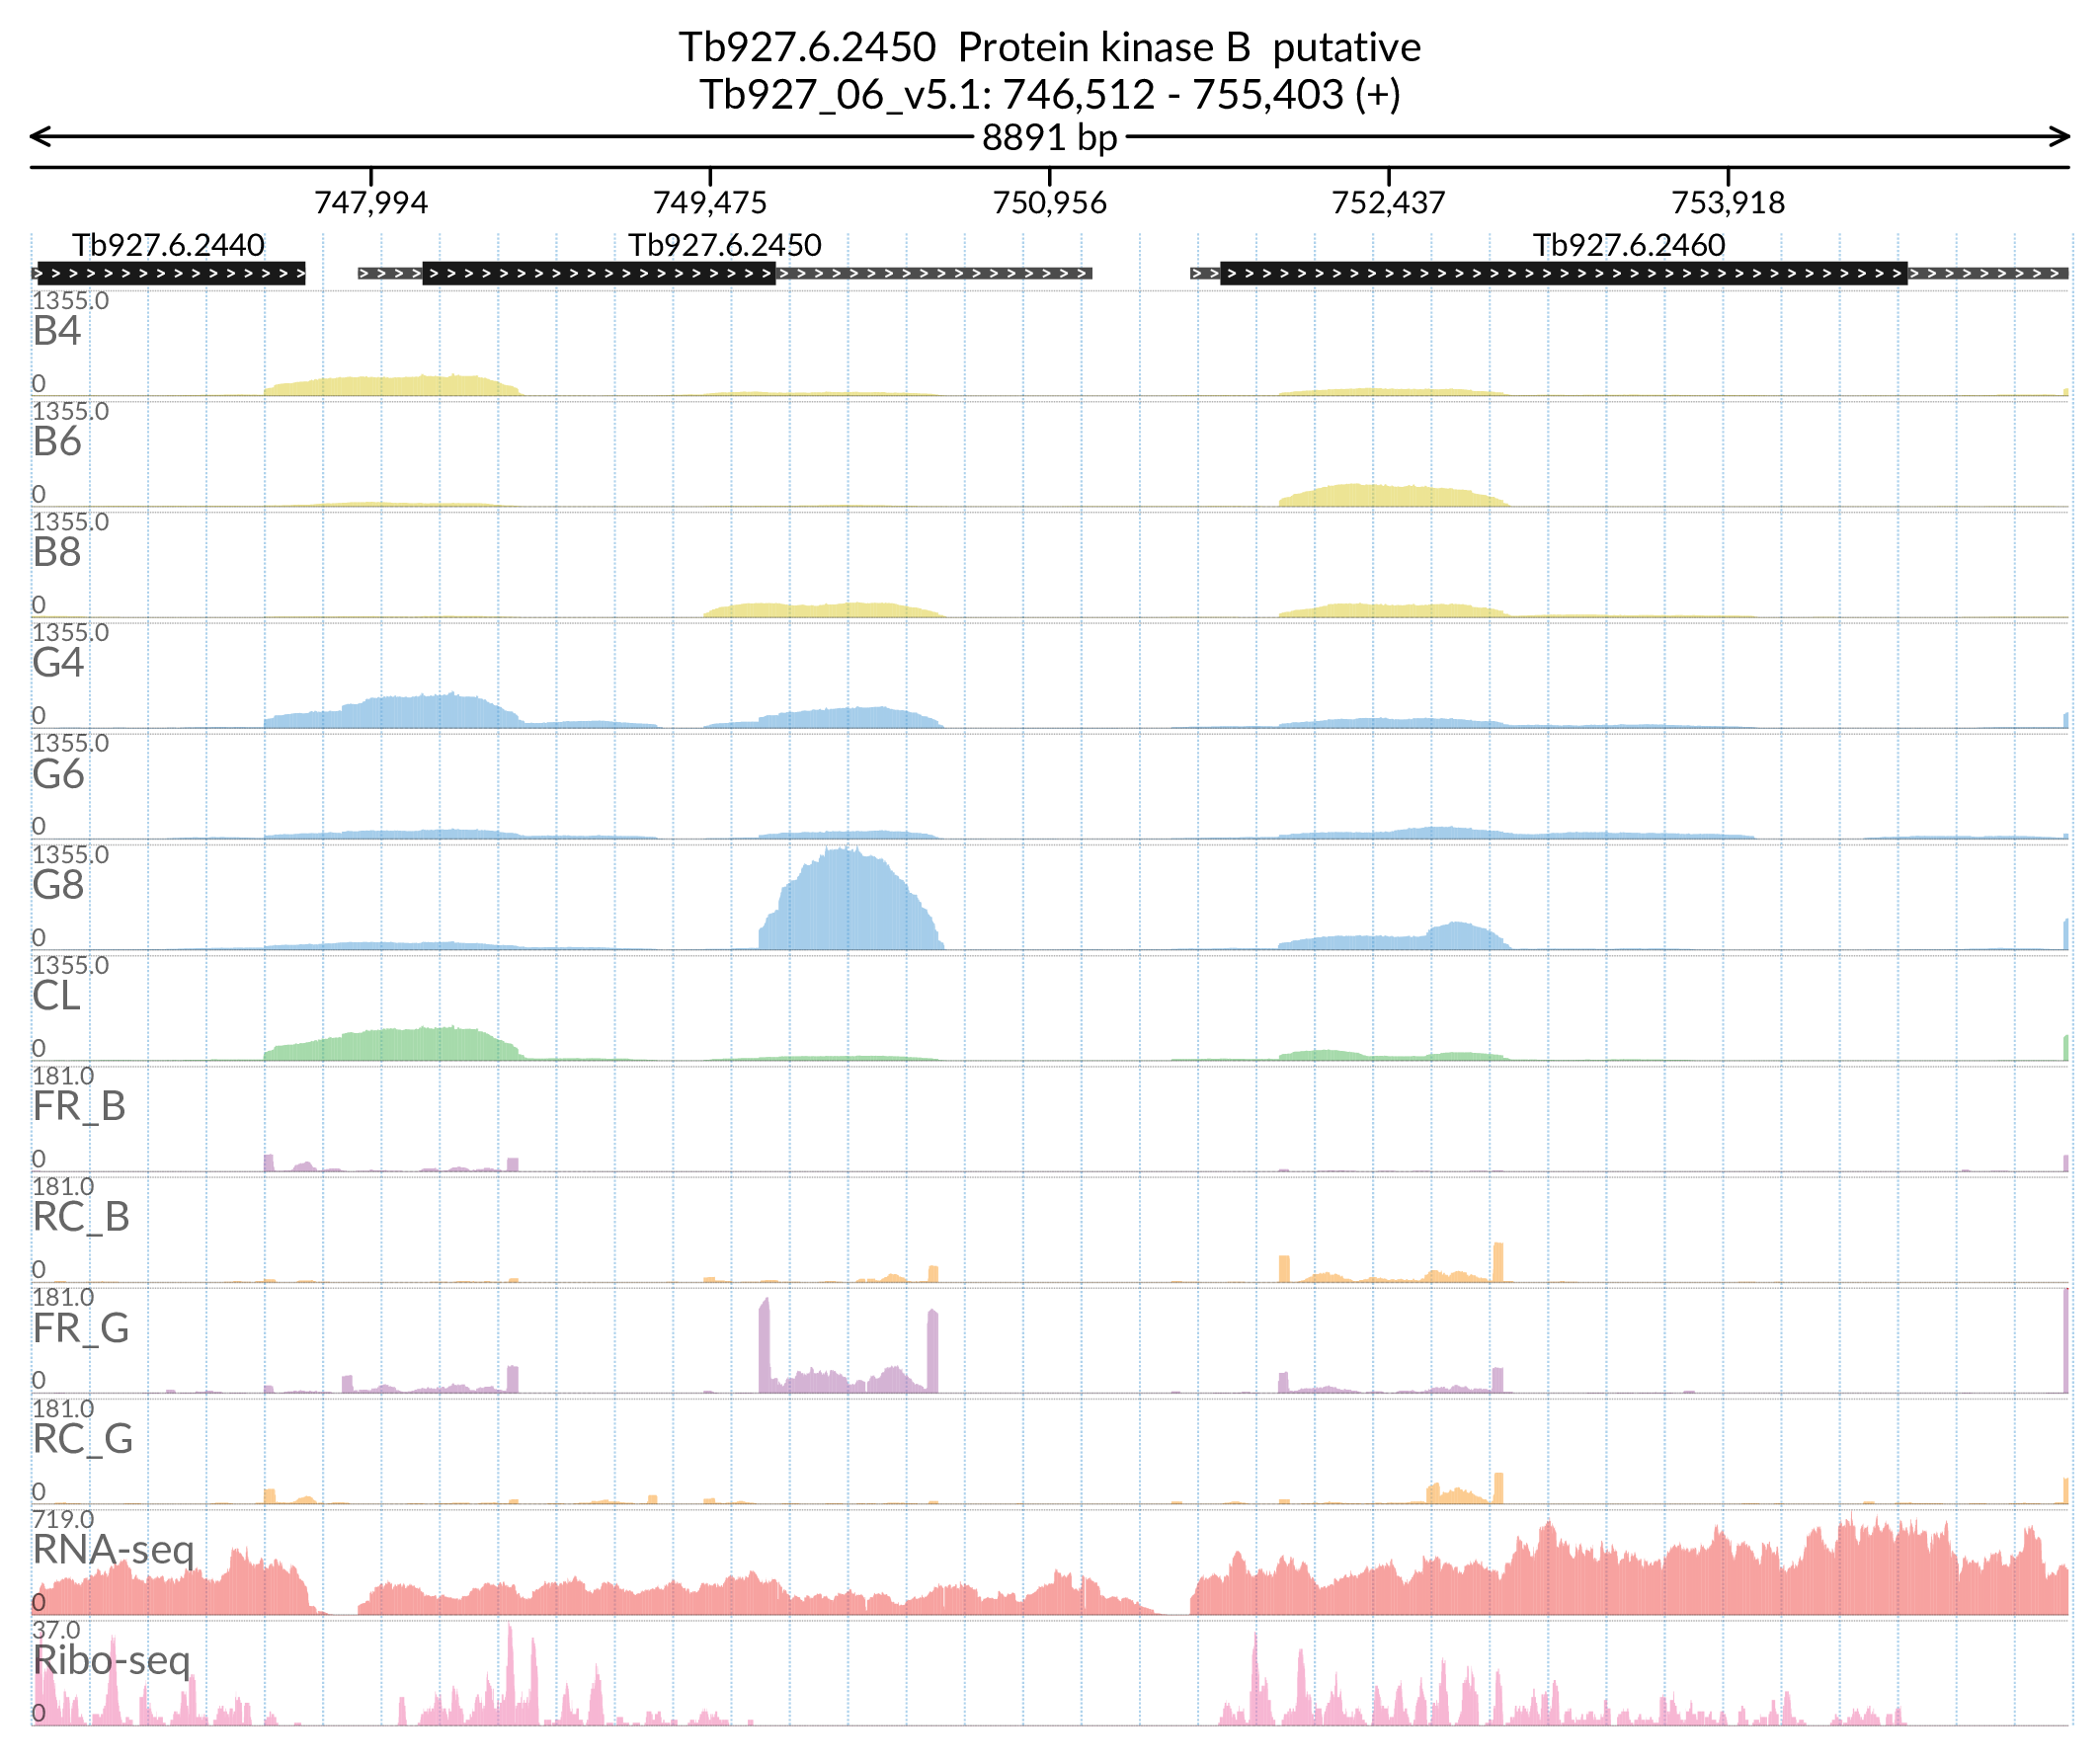 Tb927.6.2450 Protein kinase B putative
Tb927_06_v5.1: 746,512 - 755,403 (+)
8891 bp
747,994 749,475 750,956 752,437 753,918
Tb927.6.2440 Tb927.6.2450 Tb927.6.2460
1355.0
B4
0
1355.0
B6
0
1355.0
B8
0
1355.0
G4
0
1355.0
G6
0
1355.0
G8
0
1355.0
CL
0
181.0
FR_B
0
181.0
RC_B
0
181.0
FR_G
0
181.0
RC_G
0
719.0
RNA-seq
0
37.0
Ribo-seq
0